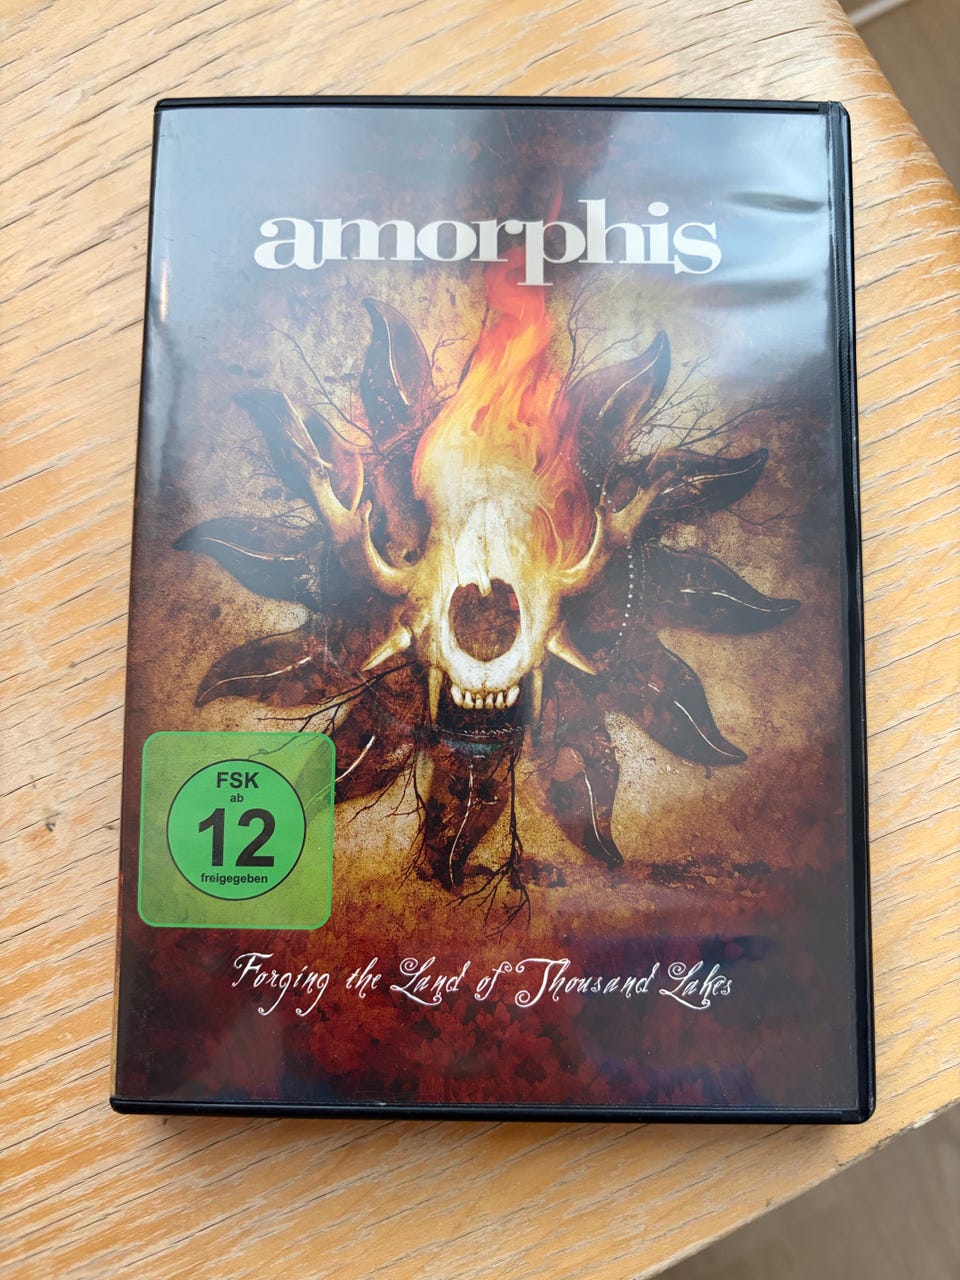 amorphis
FSK
ab
12
freigegeben
Forging the Land of Thousand Lakes